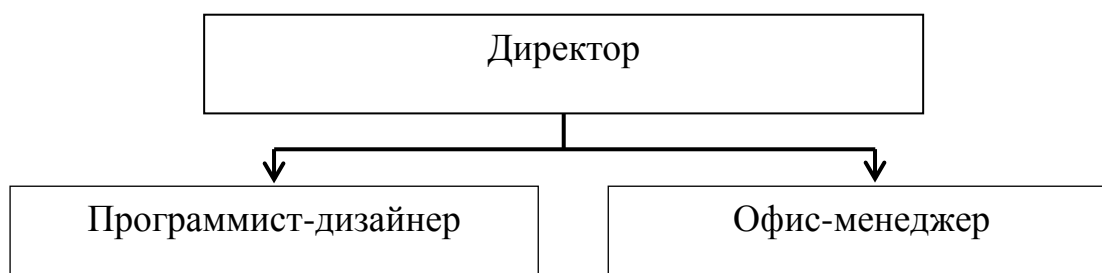 Директор
Программист-дизайнер
Офис-менеджер